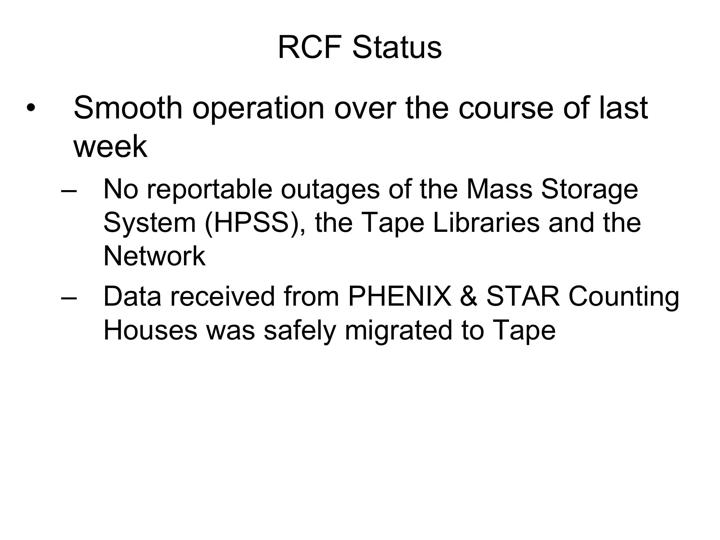 RCF Status
• Smooth operation over the course of last
week
– No reportable outages of the Mass Storage
System (HPSS), the Tape Libraries and the
Network
– Data received from PHENIX & STAR Counting
Houses was safely migrated to Tape